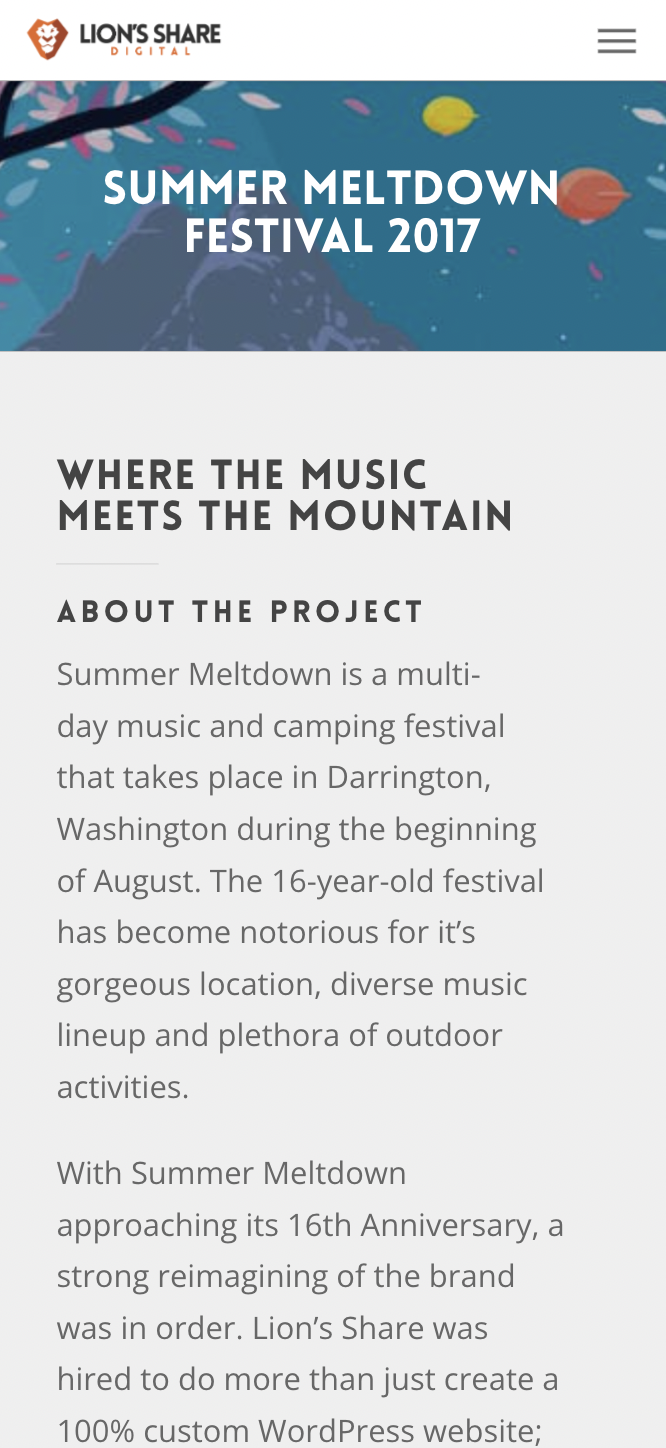 LION'S SHARE
DIGITAL
SUMMER MELTDOWN
FESTIVAL 2017
WHERE THE MUSIC
MEETS THE MOUNTAIN
ABOUT THE PROJECT
Summer Meltdown is a multi-
day music and camping festival
that takes place in Darrington,
Washington during the beginning
of August. The 16-year-old festival
has become notorious for it’s
gorgeous location, diverse music
lineup and plethora of outdoor
activities.
With Summer Meltdown
approaching its 16th Anniversary, a
strong reimagining of the brand
was in order. Lion’s Share was
hired to do more than just create a
100% custom WordPress website;